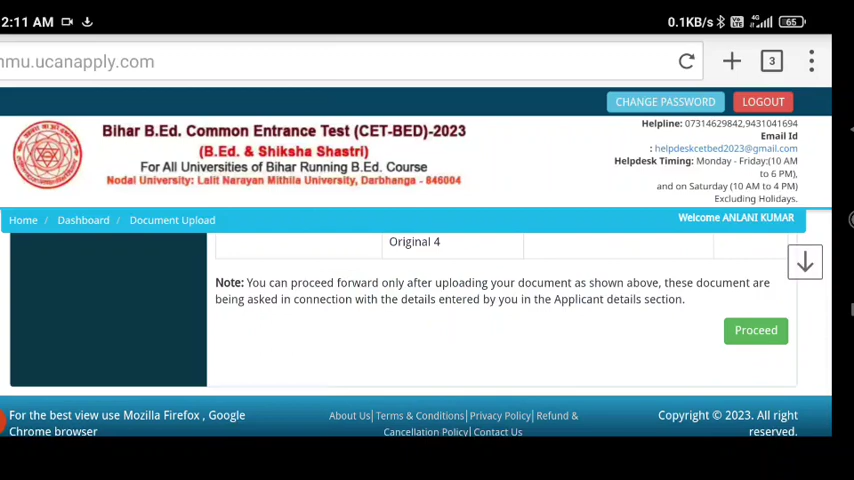 2:11 AM
0.1KB/s
4G
65
nmu.ucanapply.com
3
CHANGE PASSWORD
LOGOUT
Bihar B.Ed. Common Entrance Test (CET-BED)-2023
(B.Ed. & Shiksha Shastri)
For All Universities of Bihar Running B.Ed. Course
Nodal University: Lalit Narayan Mithila University, Darbhanga - 846004
Helpline: 07314629842,9431041694
Email Id
: helpdeskcetbed2023@gmail.com
Helpdesk Timing: Monday - Friday:(10 AM
to 6 PM),
and on Saturday (10 AM to 4 PM)
Excluding Holidays.
Home / Dashboard / Document Upload
Welcome ANLANI KUMAR
Original 4
Note: You can proceed forward only after uploading your document as shown above, these document are
being asked in connection with the details entered by you in the Applicant details section.
Proceed
For the best view use Mozilla Firefox , Google
Chrome browser
About Us| Terms & Conditions| Privacy Policy| Refund &
Cancellation Policy| Contact Us
Copyright © 2023. All right
reserved.